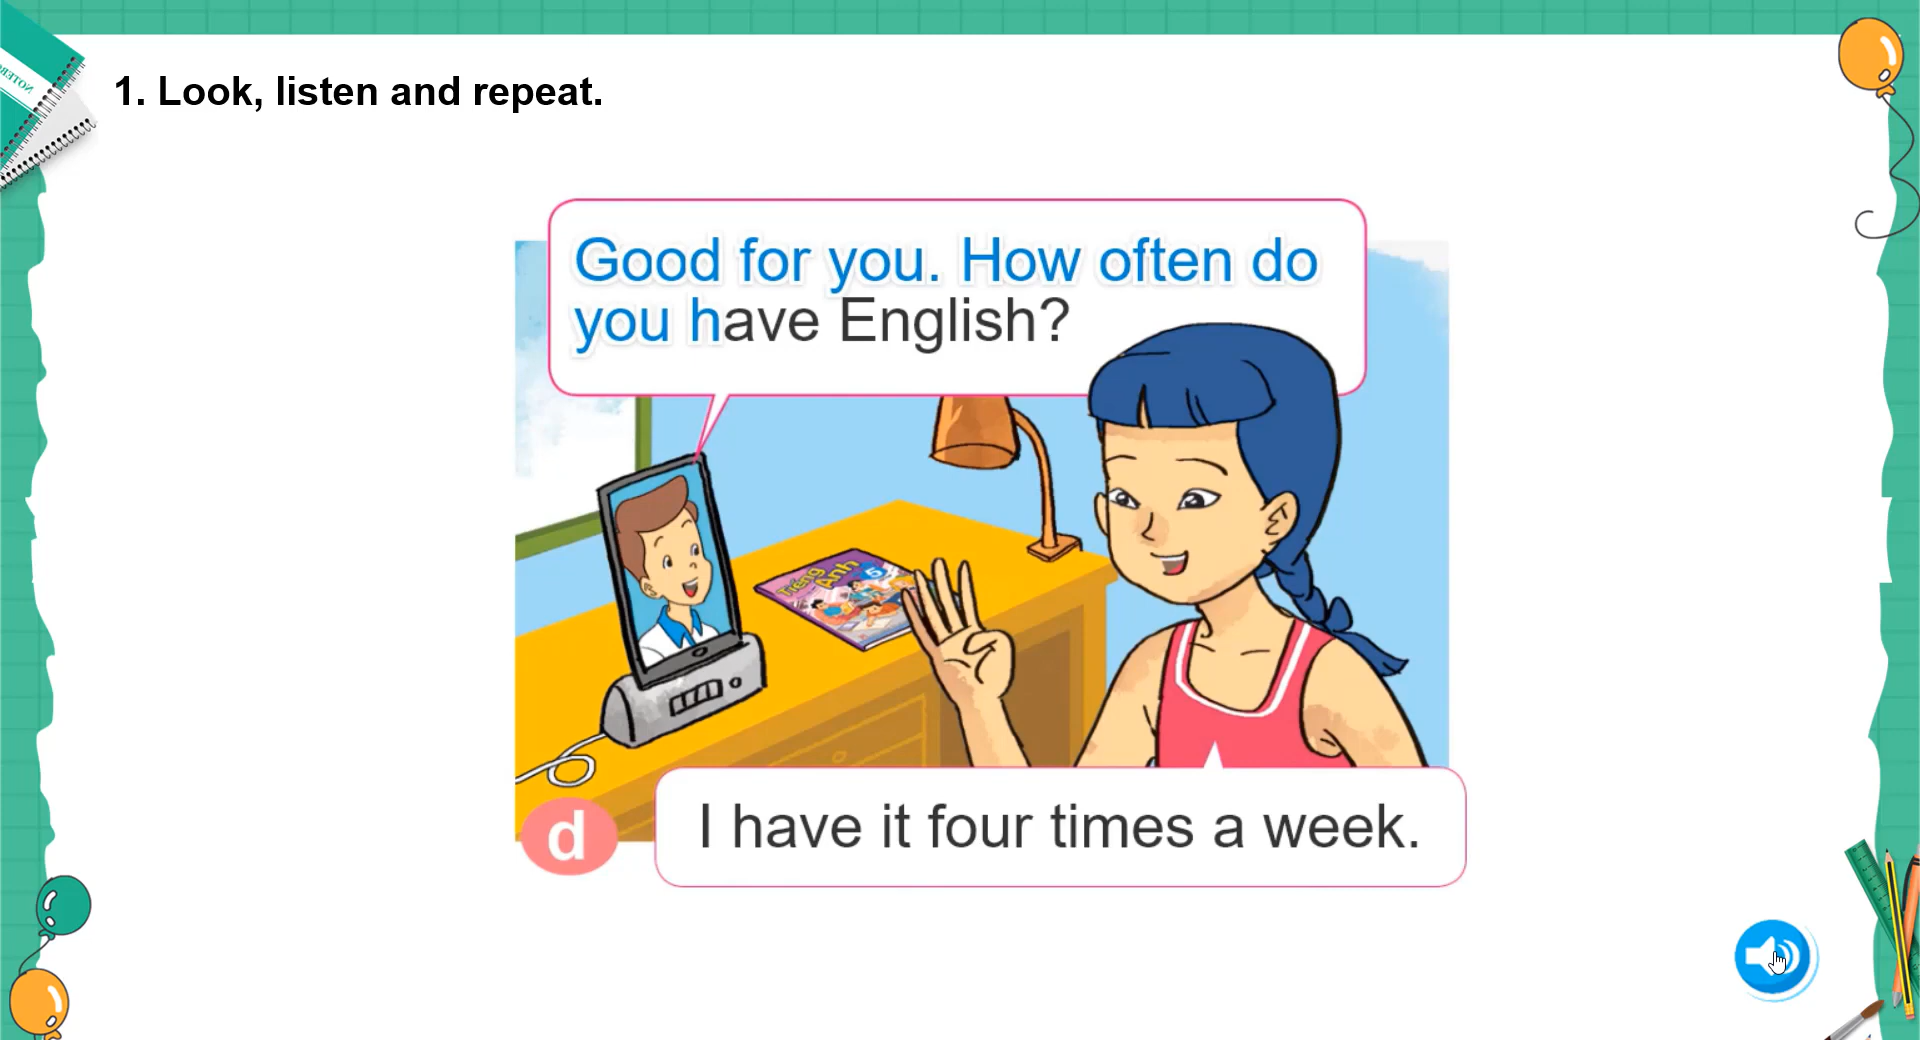 1. Look, listen and repeat.
Good for you. How often do
you have English?
Tiếng
Anh
5
d
I have it four times a week.